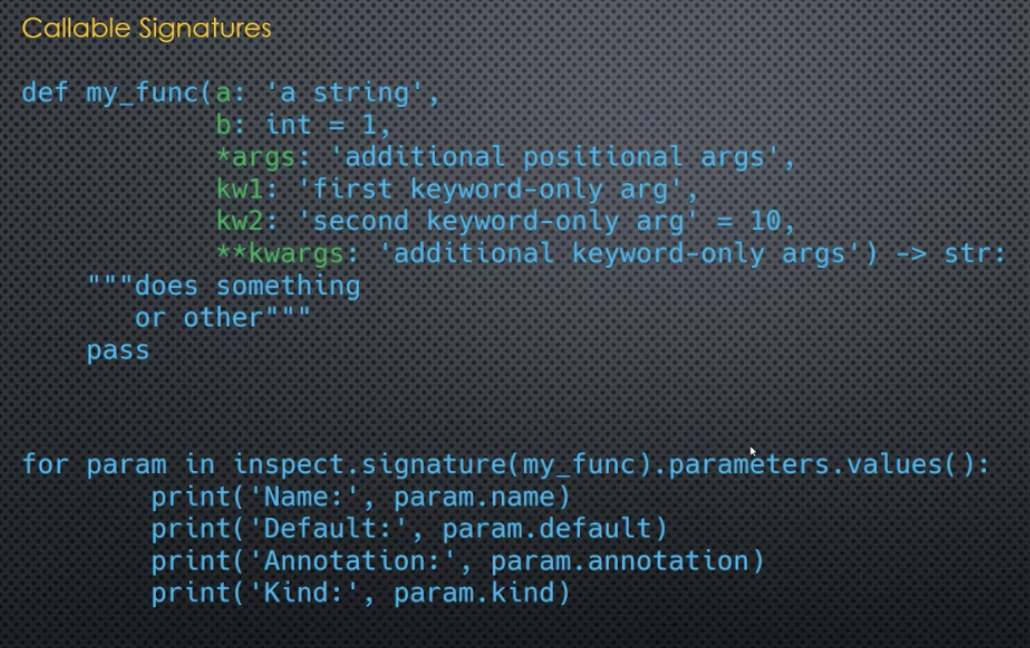 Callable Signatures
def my_func(a: 'a string',
            b: int = 1,
            *args: 'additional positional args',
            kw1: 'first keyword-only arg',
            kw2: 'second keyword-only arg' = 10,
            **kwargs: 'additional keyword-only args') -> str:
    """does something
       or other"""
    pass
for param in inspect.signature(my_func).parameters.values():
        print('Name:', param.name)
        print('Default:', param.default)
        print('Annotation:', param.annotation)
        print('Kind:', param.kind)